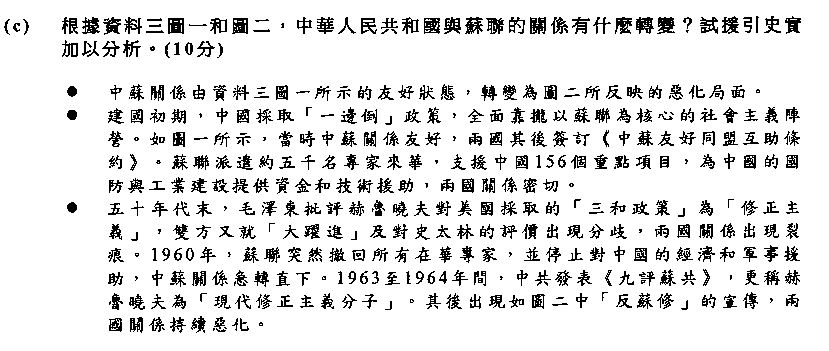 (c) 根據資料三圖一和圖二，中華人民共和國與蘇聯的關係有什麼轉變？試援引史實
加以分析。(10分)
● 中蘇關係由資料三圖一所示的友好狀態，轉變為圖二所反映的惡化局面。
● 建國初期，中國採取「一邊倒」政策，全面靠攏以蘇聯為核心的社會主義陣
營。如圖一所示，當時中蘇關係友好，兩國其後簽訂《中蘇友好同盟互助條
約》。蘇聯派遣約五千名專家來華，支援中國156個重點項目，為中國的國
防與工業建設提供資金和技術援助，兩國關係密切。
● 五十年代末，毛澤東批評赫魯曉夫對美國採取的「三和政策」為「修正主
義」，雙方又就「大躍進」及對史太林的評價出現分歧，兩國關係出現裂
痕。1960年，蘇聯突然撤回所有在華專家，並停止對中國的經濟和軍事援
助，中蘇關係急轉直下。1963至1964年間，中共發表《九評蘇共》，更稱赫
魯曉夫為「現代修正主義分子」。其後出現如圖二中「反蘇修」的宣傳，兩
國關係持續惡化。